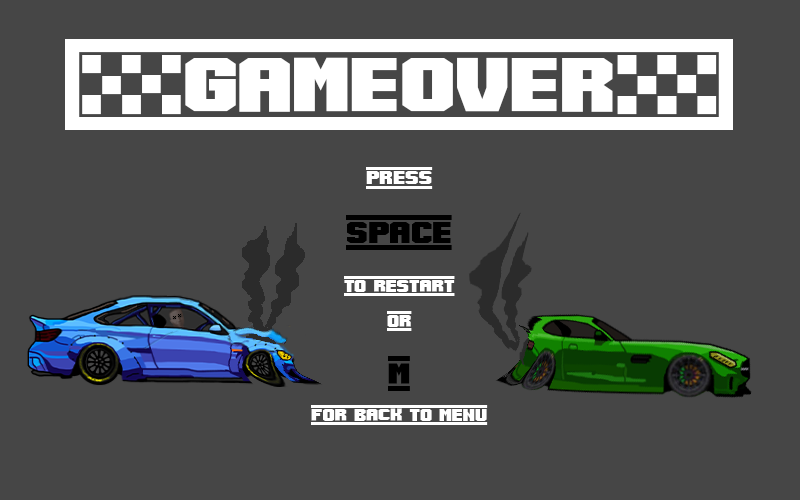 GAMEOVER
PRESS
SPACE
TO RESTART
OR
M
FOR BACK TO MENU